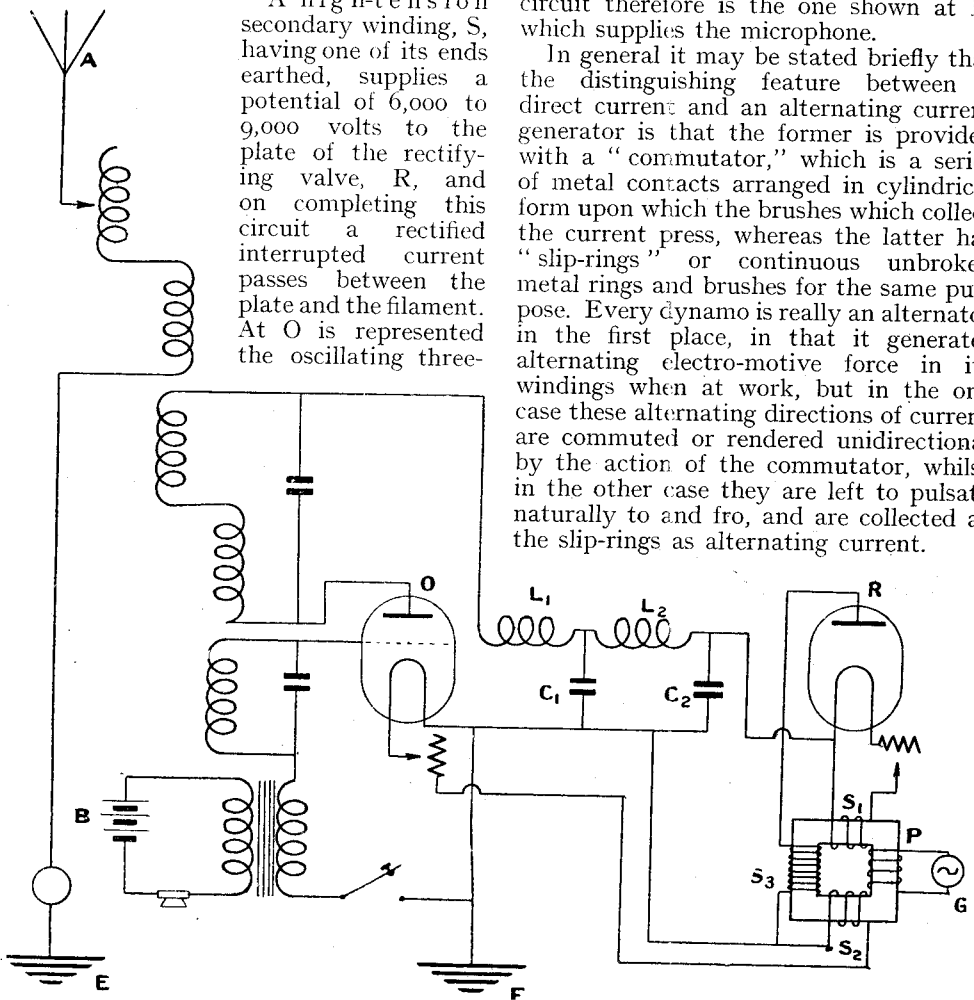 A high-tension
secondary winding, S,
having one of its ends
earthed, supplies a
potential of 6,000 to
9,000 volts to the
plate of the rectify-
ing valve, R, and
on completing this
circuit a rectified
interrupted current
passes between the
plate and the filament.
At O is represented
the oscillating three-
circuit therefore is the one shown at
which supplies the microphone.
In general it may be stated briefly tha
the distinguishing feature between
direct current and an alternating curren
generator is that the former is provide
with a “ commutator,” which is a seri
of metal contacts arranged in cylindric
form upon which the brushes which collec
the current press, whereas the latter ha
“ slip-rings ” or continuous unbroke
metal rings and brushes for the same pur
pose. Every dynamo is really an alternato
in the first place, in that it generate
alternating electro-motive force in it
windings when at work, but in the on
case these alternating directions of curren
are commuted or rendered unidirectiona
by the action of the commutator, whils
in the other case they are left to pulsat
naturally to and fro, and are collected a
the slip-rings as alternating current.
A
O
L1
L2
R
C1
C2
B
S1
P
S3
G
S2
E
E